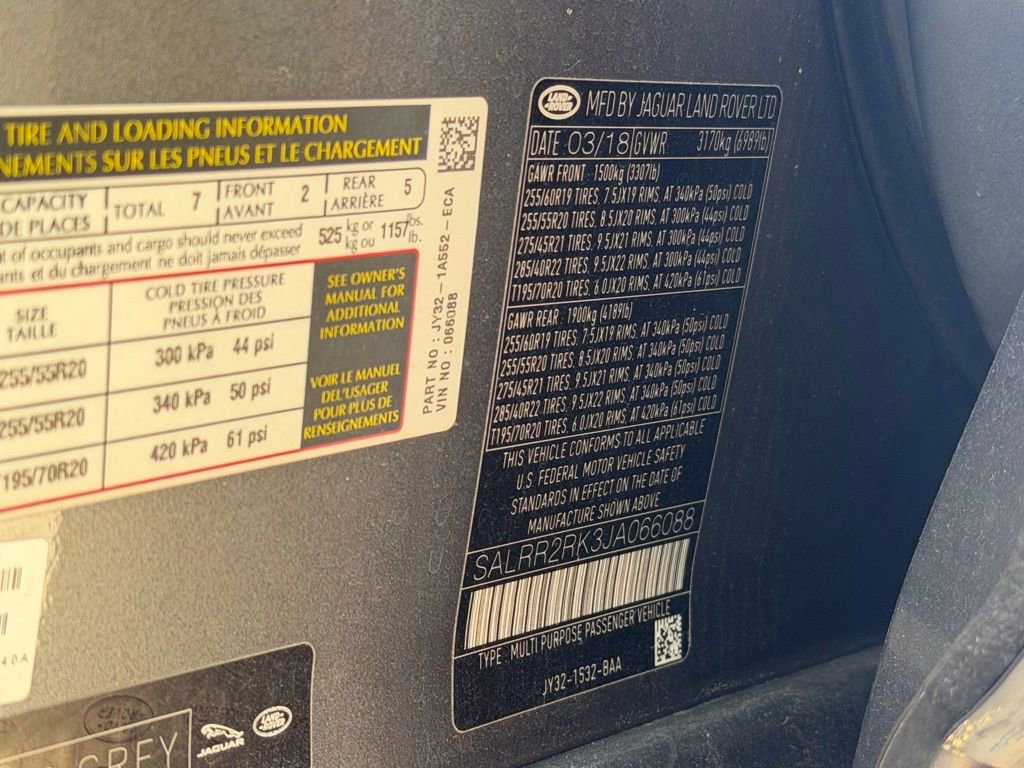 TIRE AND LOADING INFORMATION
NEMENTS SUR LES PNEUS ET LE CHARGEMENT
CAPACITY
DE PLACES
TOTAL 7
FRONT
AVANT 2
REAR
ARRIÈRE 5
of occupants and cargo should never exceed
ants et du chargement ne doit jamais dépasser
525 kg or
kg ou 1157 lbs.
lb.
SIZE
TAILLE
COLD TIRE PRESSURE
PRESSION DES
PNEUS À FROID
SEE OWNER'S
MANUAL FOR
ADDITIONAL
INFORMATION
255/55R20 300 kPa 44 psi
255/55R20 340 kPa 50 psi
T195/70R20 420 kPa 61 psi
VOIR LE MANUEL
DEL'USAGER
POUR PLUS DE
RENSEIGNEMENTS
PART NO : JY32-1A552-ECA
VIN NO : 066088
LAND
ROVER
MFD BY JAGUAR LAND ROVER LTD
DATE 03/18 GVWR 3170kg (6989lb)
GAWR FRONT : 1500kg (3307lb)
255/60R19 TIRES, 7.5JX19 RIMS, AT 340kPa (50psi) COLD
255/55R20 TIRES, 8.5JX20 RIMS, AT 300kPa (44psi) COLD
275/45R21 TIRES, 9.5JX21 RIMS, AT 300kPa (44psi) COLD
285/40R22 TIRES, 9.5JX22 RIMS, AT 300kPa (44psi) COLD
T195/70R20 TIRES, 6.0JX20 RIMS, AT 420kPa (61psi) COLD
GAWR REAR : 1900kg (4189lb)
255/60R19 TIRES, 7.5JX19 RIMS, AT 340kPa (50psi) COLD
255/55R20 TIRES, 8.5JX20 RIMS, AT 340kPa (50psi) COLD
275/45R21 TIRES, 9.5JX21 RIMS, AT 340kPa (50psi) COLD
285/40R22 TIRES, 9.5JX22 RIMS, AT 340kPa (50psi) COLD
T195/70R20 TIRES, 6.0JX20 RIMS, AT 420kPa (61psi) COLD
THIS VEHICLE CONFORMS TO ALL APPLICABLE
U.S. FEDERAL MOTOR VEHICLE SAFETY
STANDARDS IN EFFECT ON THE DATE OF
MANUFACTURE SHOWN ABOVE
SALRR2RK3JA066088
TYPE : MULTI PURPOSE PASSENGER VEHICLE
JY32-1532-BAA
GREY
JAGUAR
LAND
ROVER